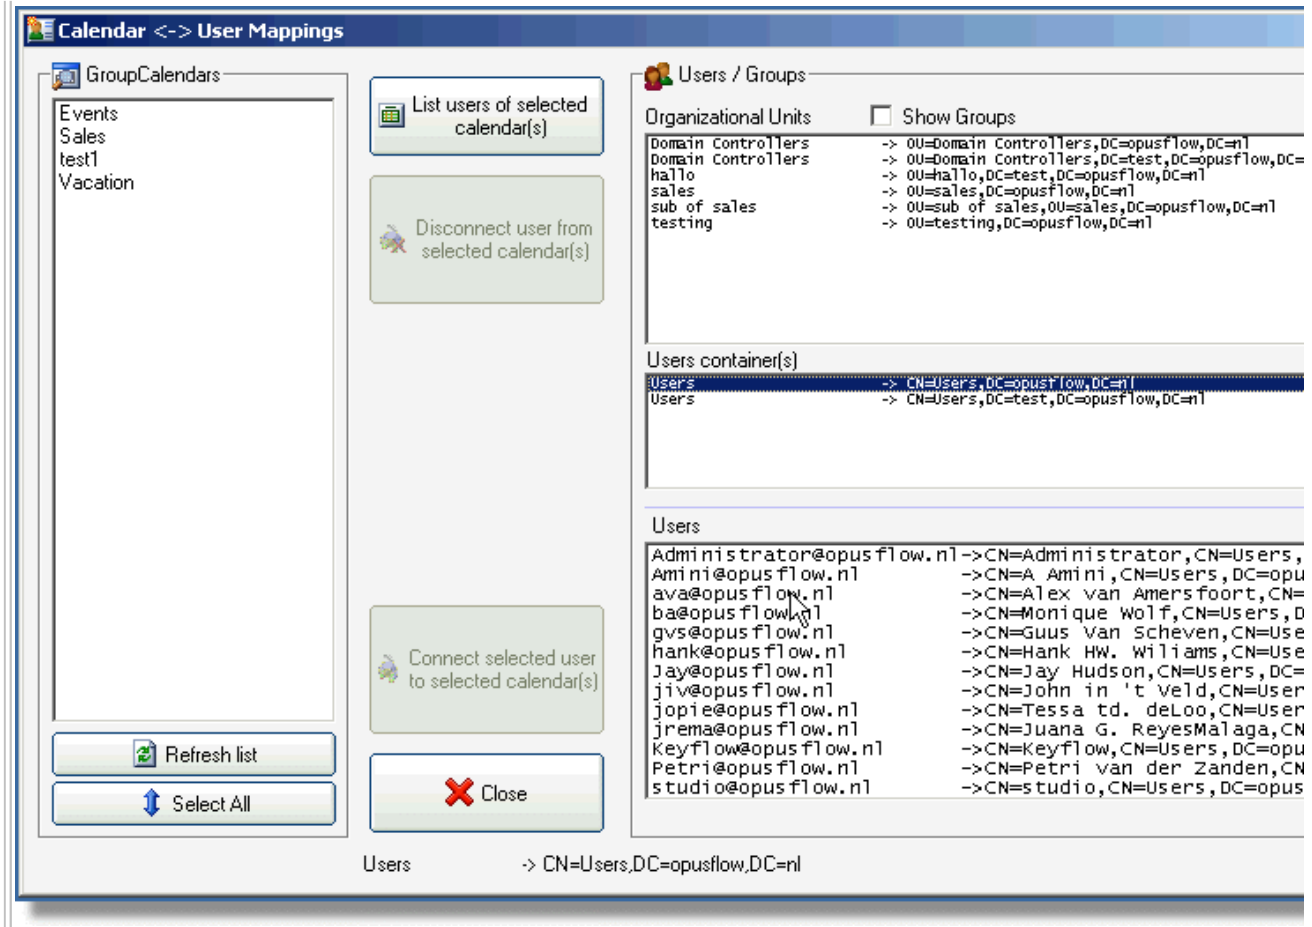 Calendar <-> User Mappings
GroupCalendars
Events
Sales
test1
Vacation
Refresh list
Select All
List users of selected
calendar(s)
Disconnect user from
selected calendar(s)
Connect selected user
to selected calendar(s)
Close
Users / Groups
Organizational Units
Show Groups
Domain Controllers -> OU=Domain Controllers,DC=opusflow,DC=nl
Domain Controllers -> OU=Domain Controllers,DC=test,DC=opusflow,DC=
hallo -> OU=hallo,DC=test,DC=opusflow,DC=nl
sales -> OU=sales,DC=opusflow,DC=nl
sub of sales -> OU=sub of sales,OU=sales,DC=opusflow,DC=nl
testing -> OU=testing,DC=opusflow,DC=nl
Users container(s)
Users -> CN=Users,DC=opusflow,DC=nl
Users -> CN=Users,DC=test,DC=opusflow,DC=nl
Users
Administrator@opusflow.nl->CN=Administrator,CN=Users,
Amini@opusflow.nl ->CN=A Amini,CN=Users,DC=opu
ava@opusflow.nl ->CN=Alex van Amersfoort,CN=
ba@opusflow.nl ->CN=Monique Wolf,CN=Users,D
gvs@opusflow.nl ->CN=Guus Van Scheven,CN=Use
hank@opusflow.nl ->CN=Hank HW. Wiliams,CN=Use
Jay@opusflow.nl ->CN=Jay Hudson,CN=Users,DC=
jiv@opusflow.nl ->CN=John in 't Veld,CN=User
jopie@opusflow.nl ->CN=Tessa td. deLoo,CN=User
jrema@opusflow.nl ->CN=Juana G. ReyesMalaga,CN
Keyflow@opusflow.nl ->CN=Keyflow,CN=Users,DC=opu
Petri@opusflow.nl ->CN=Petri van der Zanden,CN
studio@opusflow.nl ->CN=studio,CN=Users,DC=opus
Users -> CN=Users,DC=opusflow,DC=nl